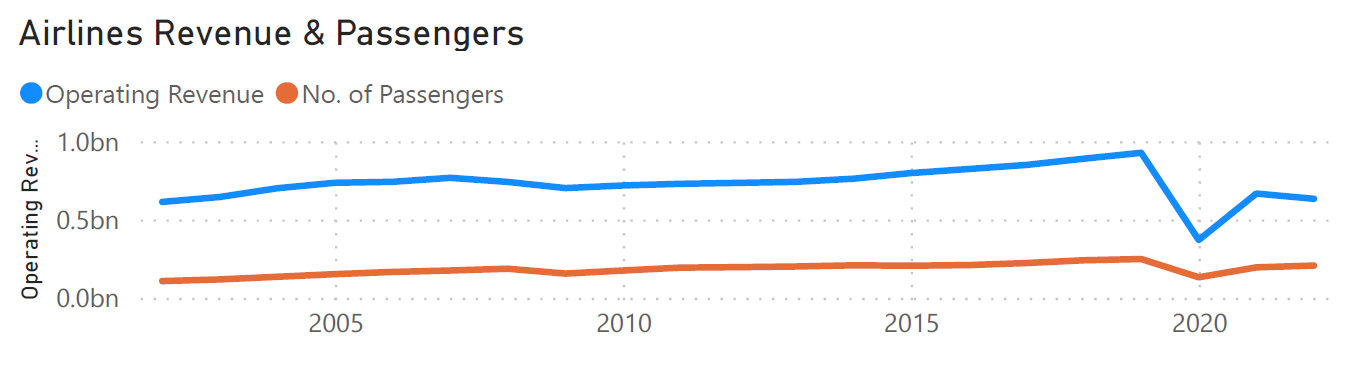 Airlines Revenue & Passengers
Operating Revenue No. of Passengers
Operating Rev...
1.0bn
0.5bn
0.0bn
2005 2010 2015 2020